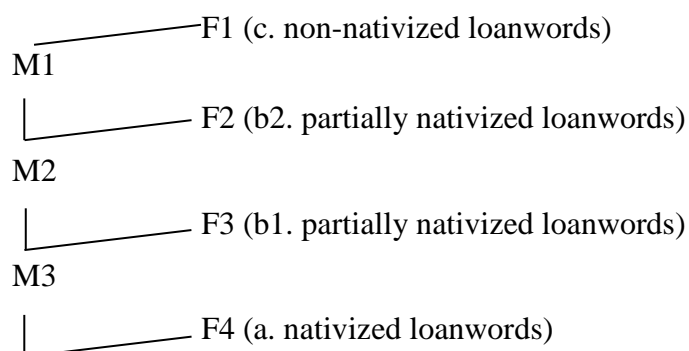 F1 (c. non-nativized loanwords)
M1
F2 (b2. partially nativized loanwords)
M2
F3 (b1. partially nativized loanwords)
M3
F4 (a. nativized loanwords)